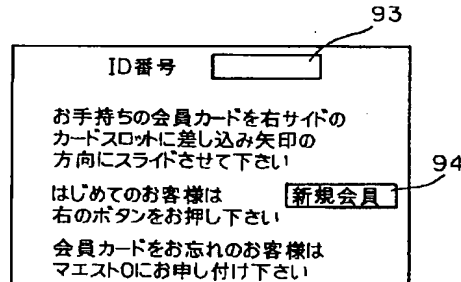 93
ID番号
お手持ちの会員カードを右サイドの
カードスロットに差し込み矢印の
方向にスライドさせて下さい
94
はじめてのお客様は 新規会員
右のボタンをお押し下さい
会員カードをお忘れのお客様は
マエストOにお申し付け下さい